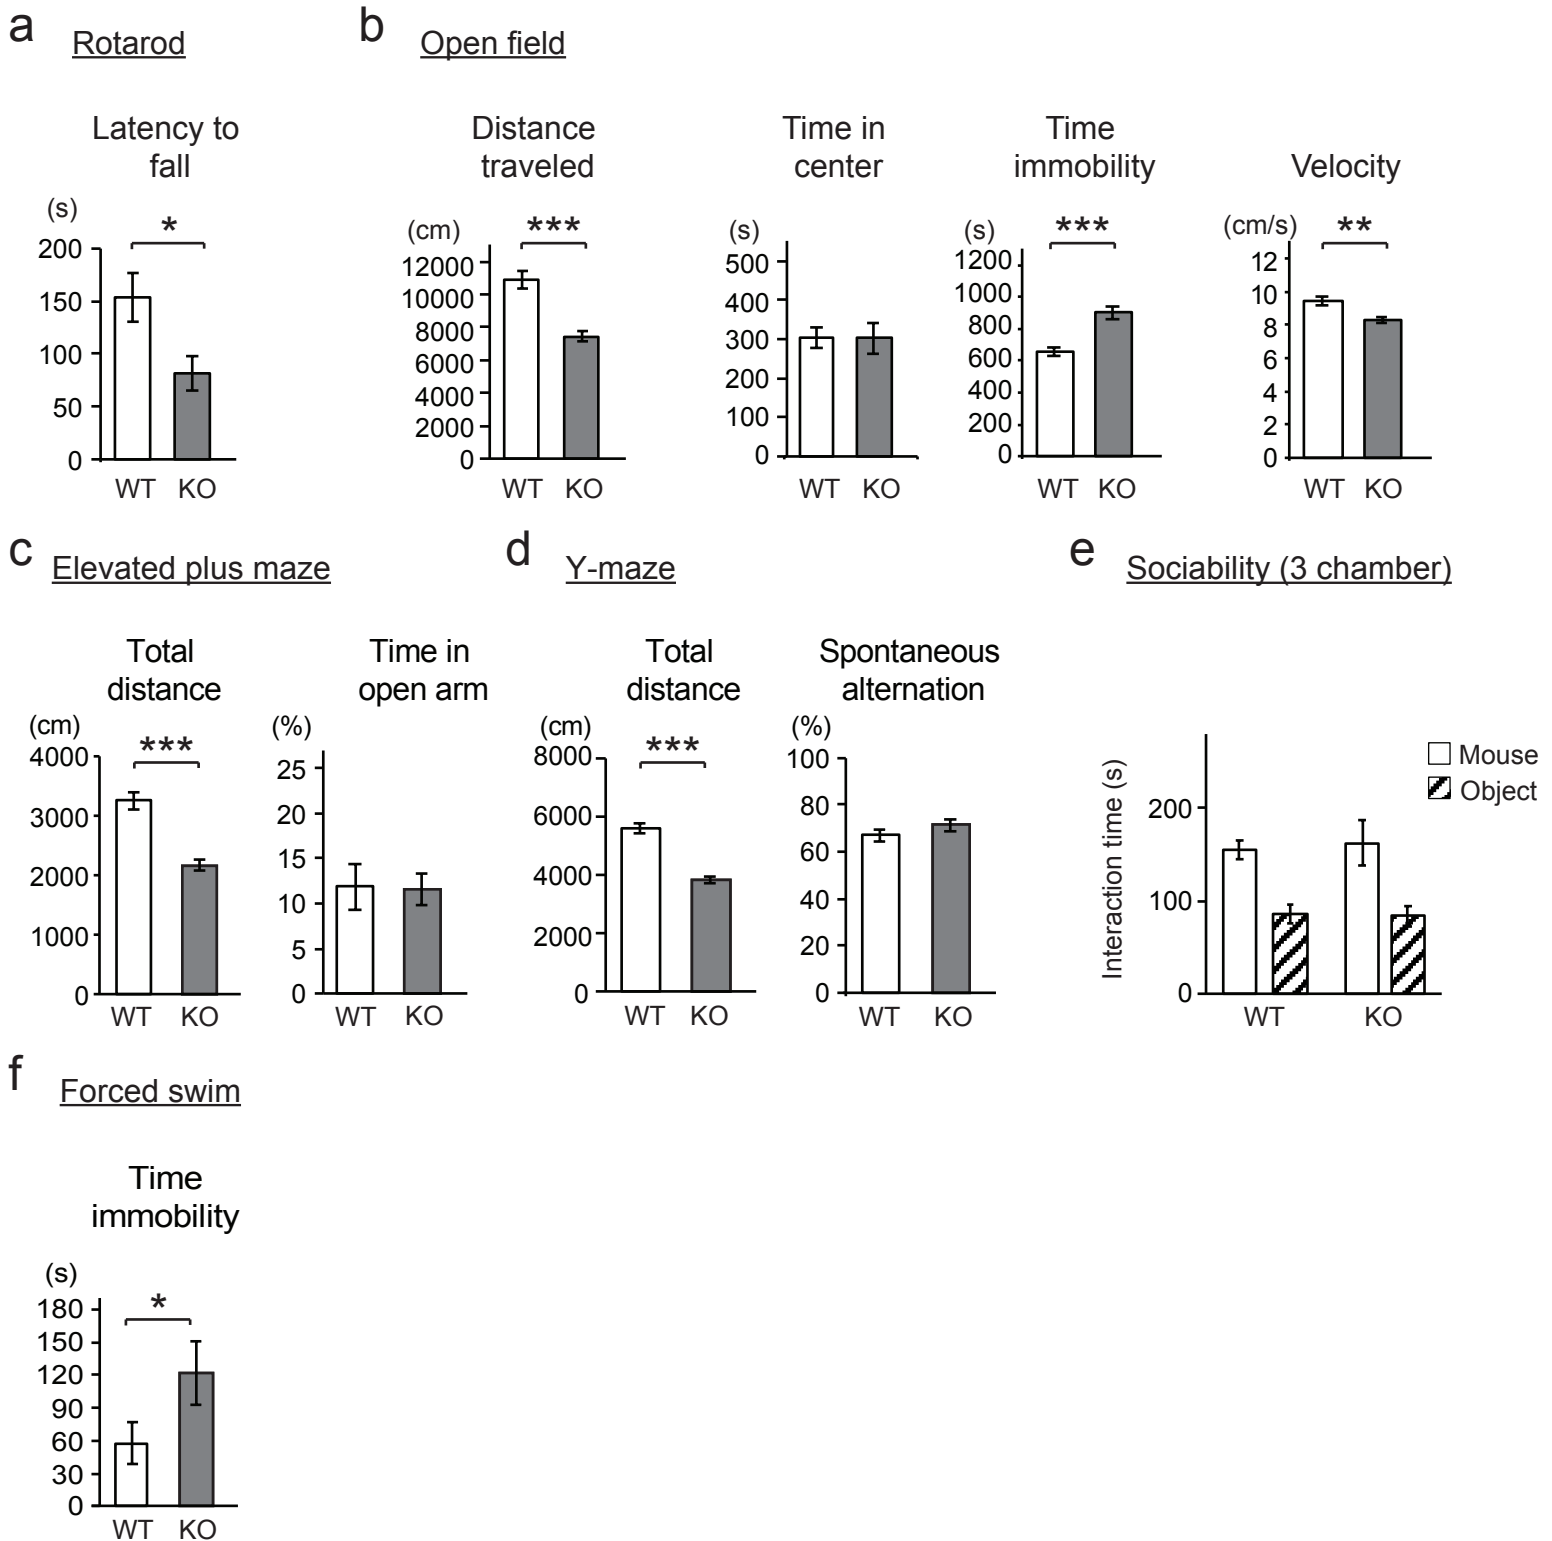 a Rotarod
b Open field
Latency to
fall
(s)
*
200
150
100
50
0
WT KO
Distance
traveled
(cm)
***
12000
10000
8000
6000
4000
2000
0
WT KO
Time in
center
(s)
500
400
300
200
100
0
WT KO
Time
immobility
(s)
***
1200
1000
800
600
400
200
0
WT KO
Velocity
(cm/s)
**
12
10
8
6
4
2
0
WT KO
c Elevated plus maze
Total
distance
(cm)
***
4000
3000
2000
1000
0
WT KO
Time in
open arm
(%)
25
20
15
10
5
0
WT KO
d Y-maze
Total
distance
(cm)
***
8000
6000
4000
2000
0
WT KO
Spontaneous
alternation
(%)
100
80
60
40
20
0
WT KO
e Sociability (3 chamber)
Interaction time (s)
200
100
0
WT KO
Mouse
Object
f Forced swim
Time
immobility
(s)
*
180
150
120
90
60
30
0
WT KO